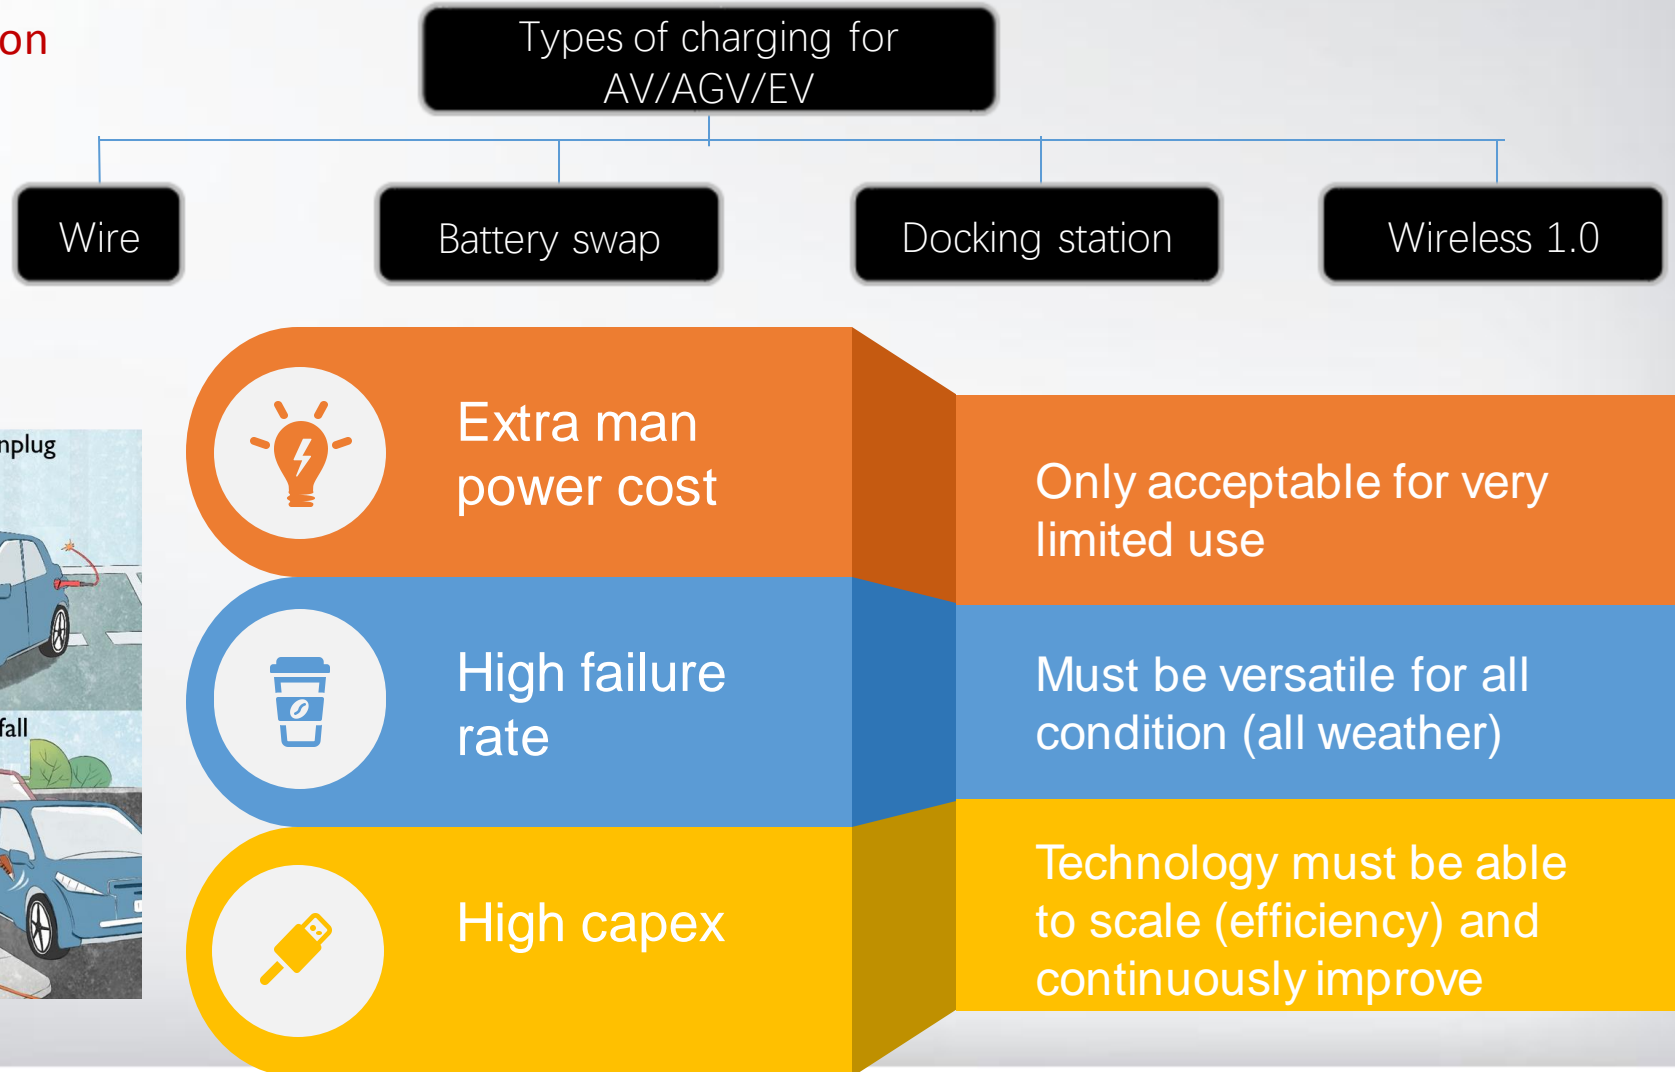 on
Types of charging for
AV/AGV/EV
Wire
Battery swap
Docking station
Wireless 1.0
nplug
fall
Extra man
power cost
Only acceptable for very
limited use
High failure
rate
Must be versatile for all
condition (all weather)
High capex
Technology must be able
to scale (efficiency) and
continuously improve